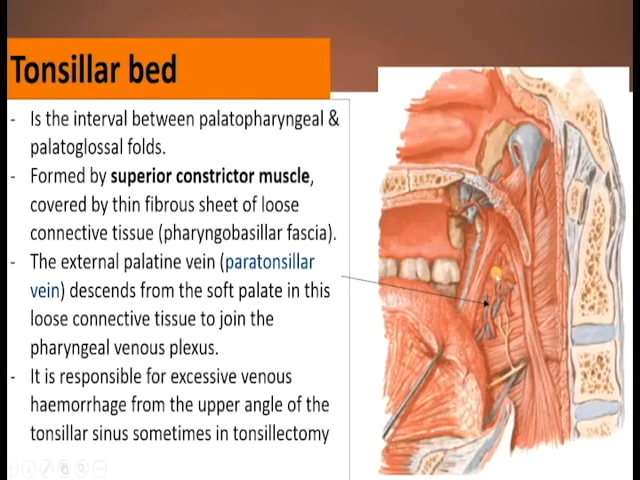 Tonsillar bed
- Is the interval between palatopharyngeal &
palatoglossal folds.
- Formed by superior constrictor muscle,
covered by thin fibrous sheet of loose
connective tissue (pharyngobasillar fascia).
- The external palatine vein (paratonsillar
vein) descends from the soft palate in this
loose connective tissue to join the
pharyngeal venous plexus.
- It is responsible for excessive venous
haemorrhage from the upper angle of the
tonsillar sinus sometimes in tonsillectomy